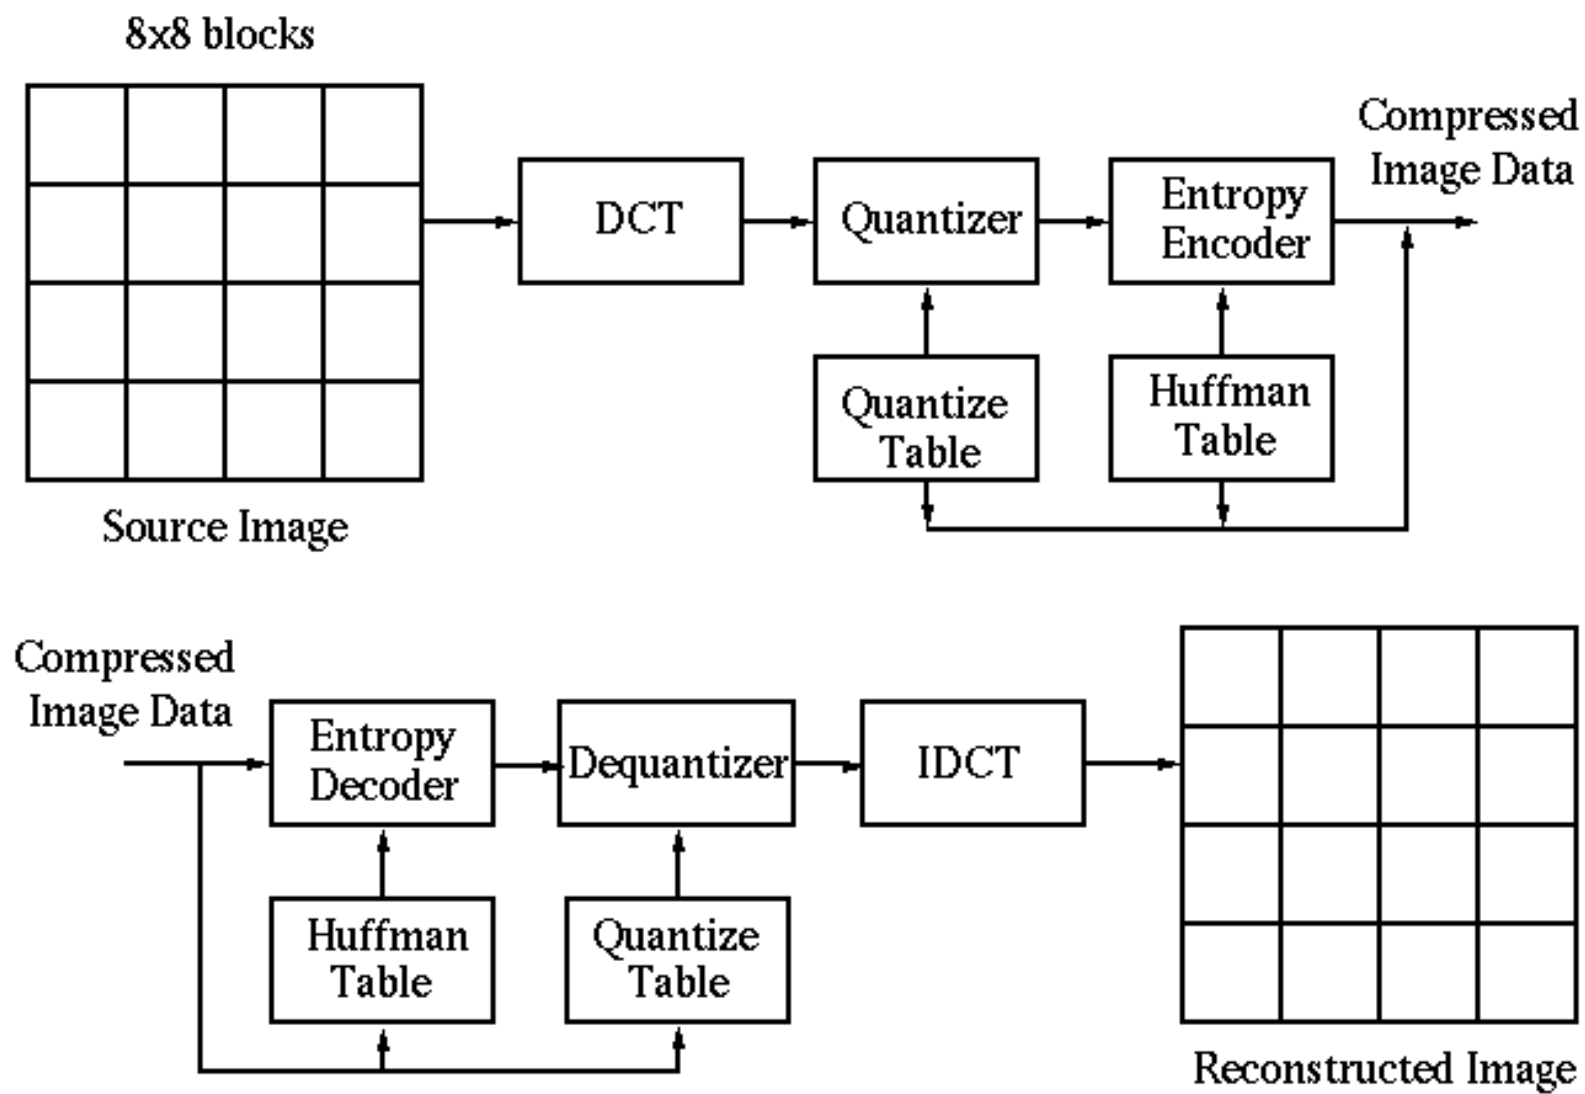 8x8 blocks
Source Image
DCT
Quantizer
Entropy
Encoder
Compressed
Image Data
Quantize
Table
Huffman
Table
Compressed
Image Data
Entropy
Decoder
Dequantizer
IDCT
Huffman
Table
Quantize
Table
Reconstructed Image